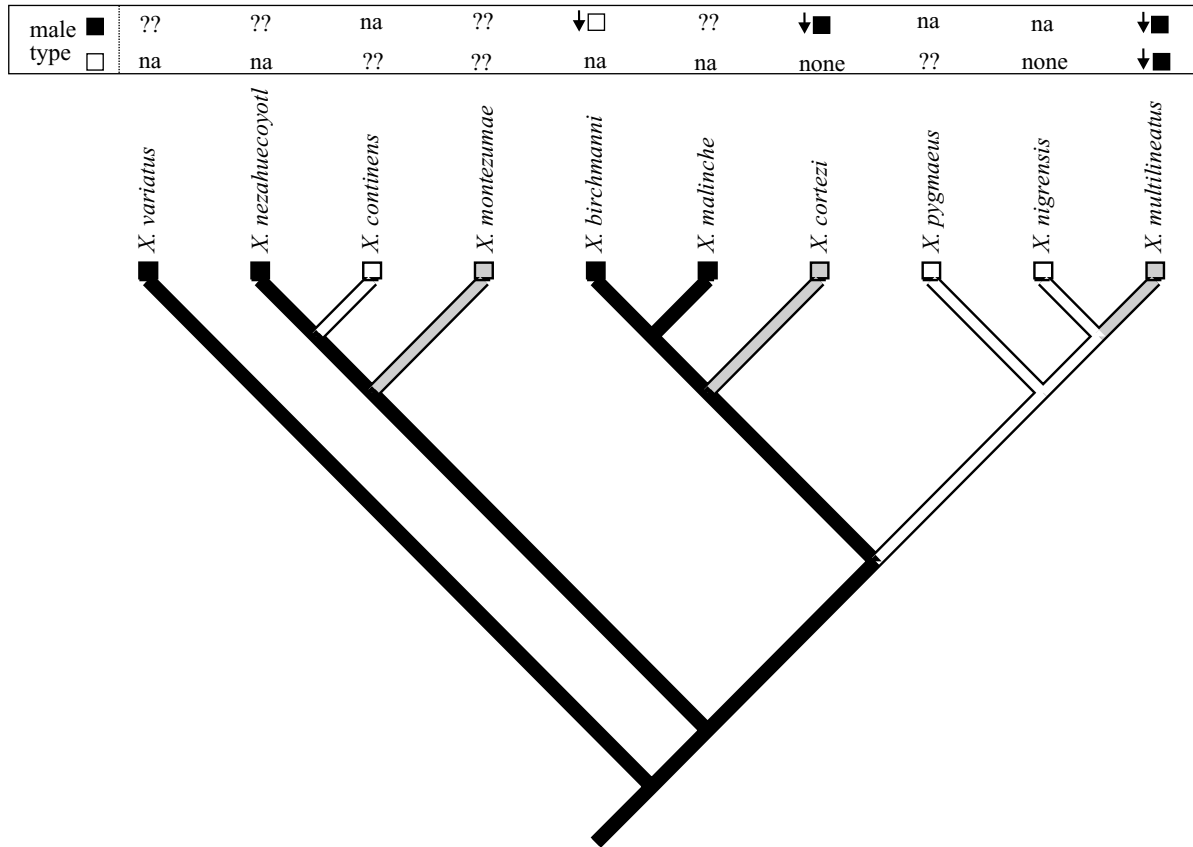 male ?? ?? na ?? ?? na na
type na na ?? ?? na na none ?? none
X. variatus
X. nezahuecoyotl
X. continens
X. montezumae
X. birchmanni
X. malinche
X. cortezi
X. pygmaeus
X. nigrensis
X. multilineatus